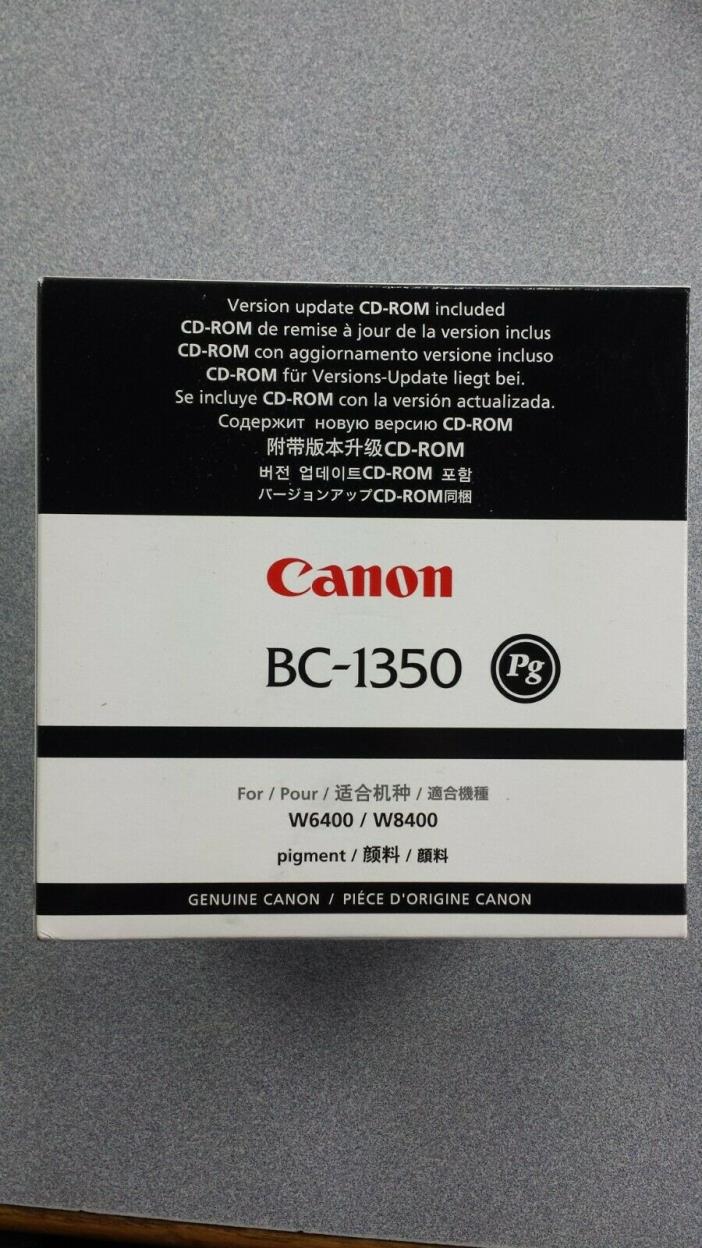 Version update CD-ROM included
CD-ROM de remise à jour de la version inclus
CD-ROM con aggiornamento versione incluso
CD-ROM für Versions-Update liegt bei.
Se incluye CD-ROM con la versión actualizada.
Содержит новую версию CD-ROM
附带版本升级CD-ROM
버전 업데이트CD-ROM 포함
バージョンアップCD-ROM同梱
Canon
BC-1350 Pg
For / Pour / 适合机种 / 適合機種
W6400 / W8400
pigment / 颜料 / 顔料
GENUINE CANON / PIÉCE D'ORIGINE CANON